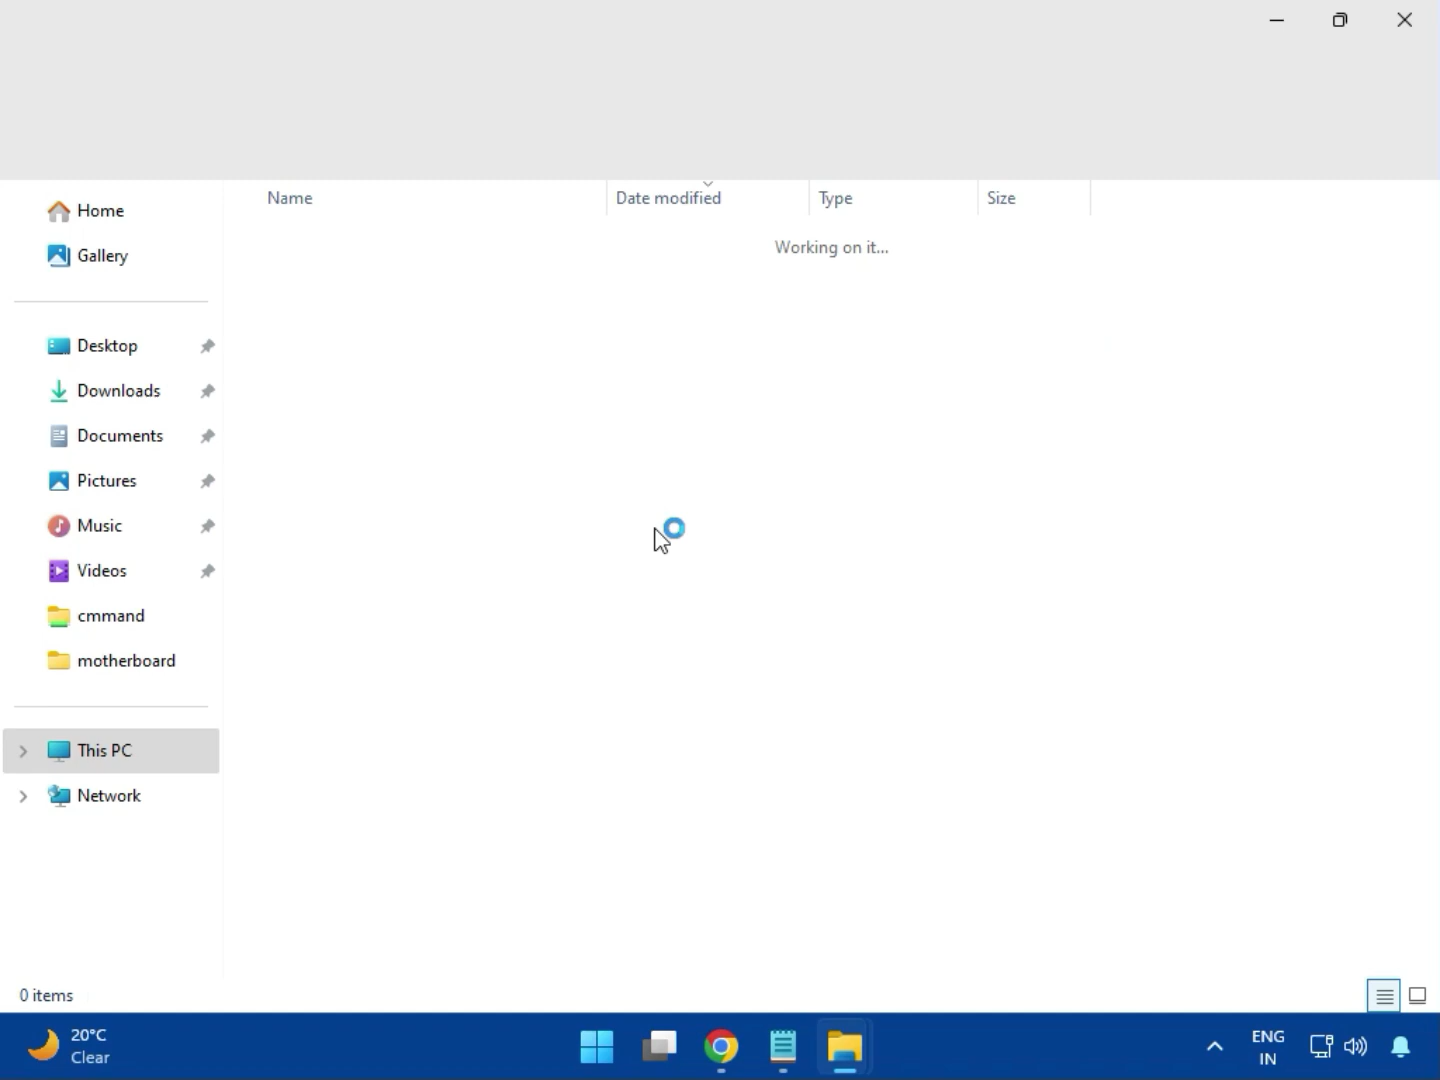 Name Date modified Type Size
Working on it...
Home
Gallery
Desktop
Downloads
Documents
Pictures
Music
Videos
cmmand
motherboard
This PC
Network
0 items
20°C
Clear
ENG
IN